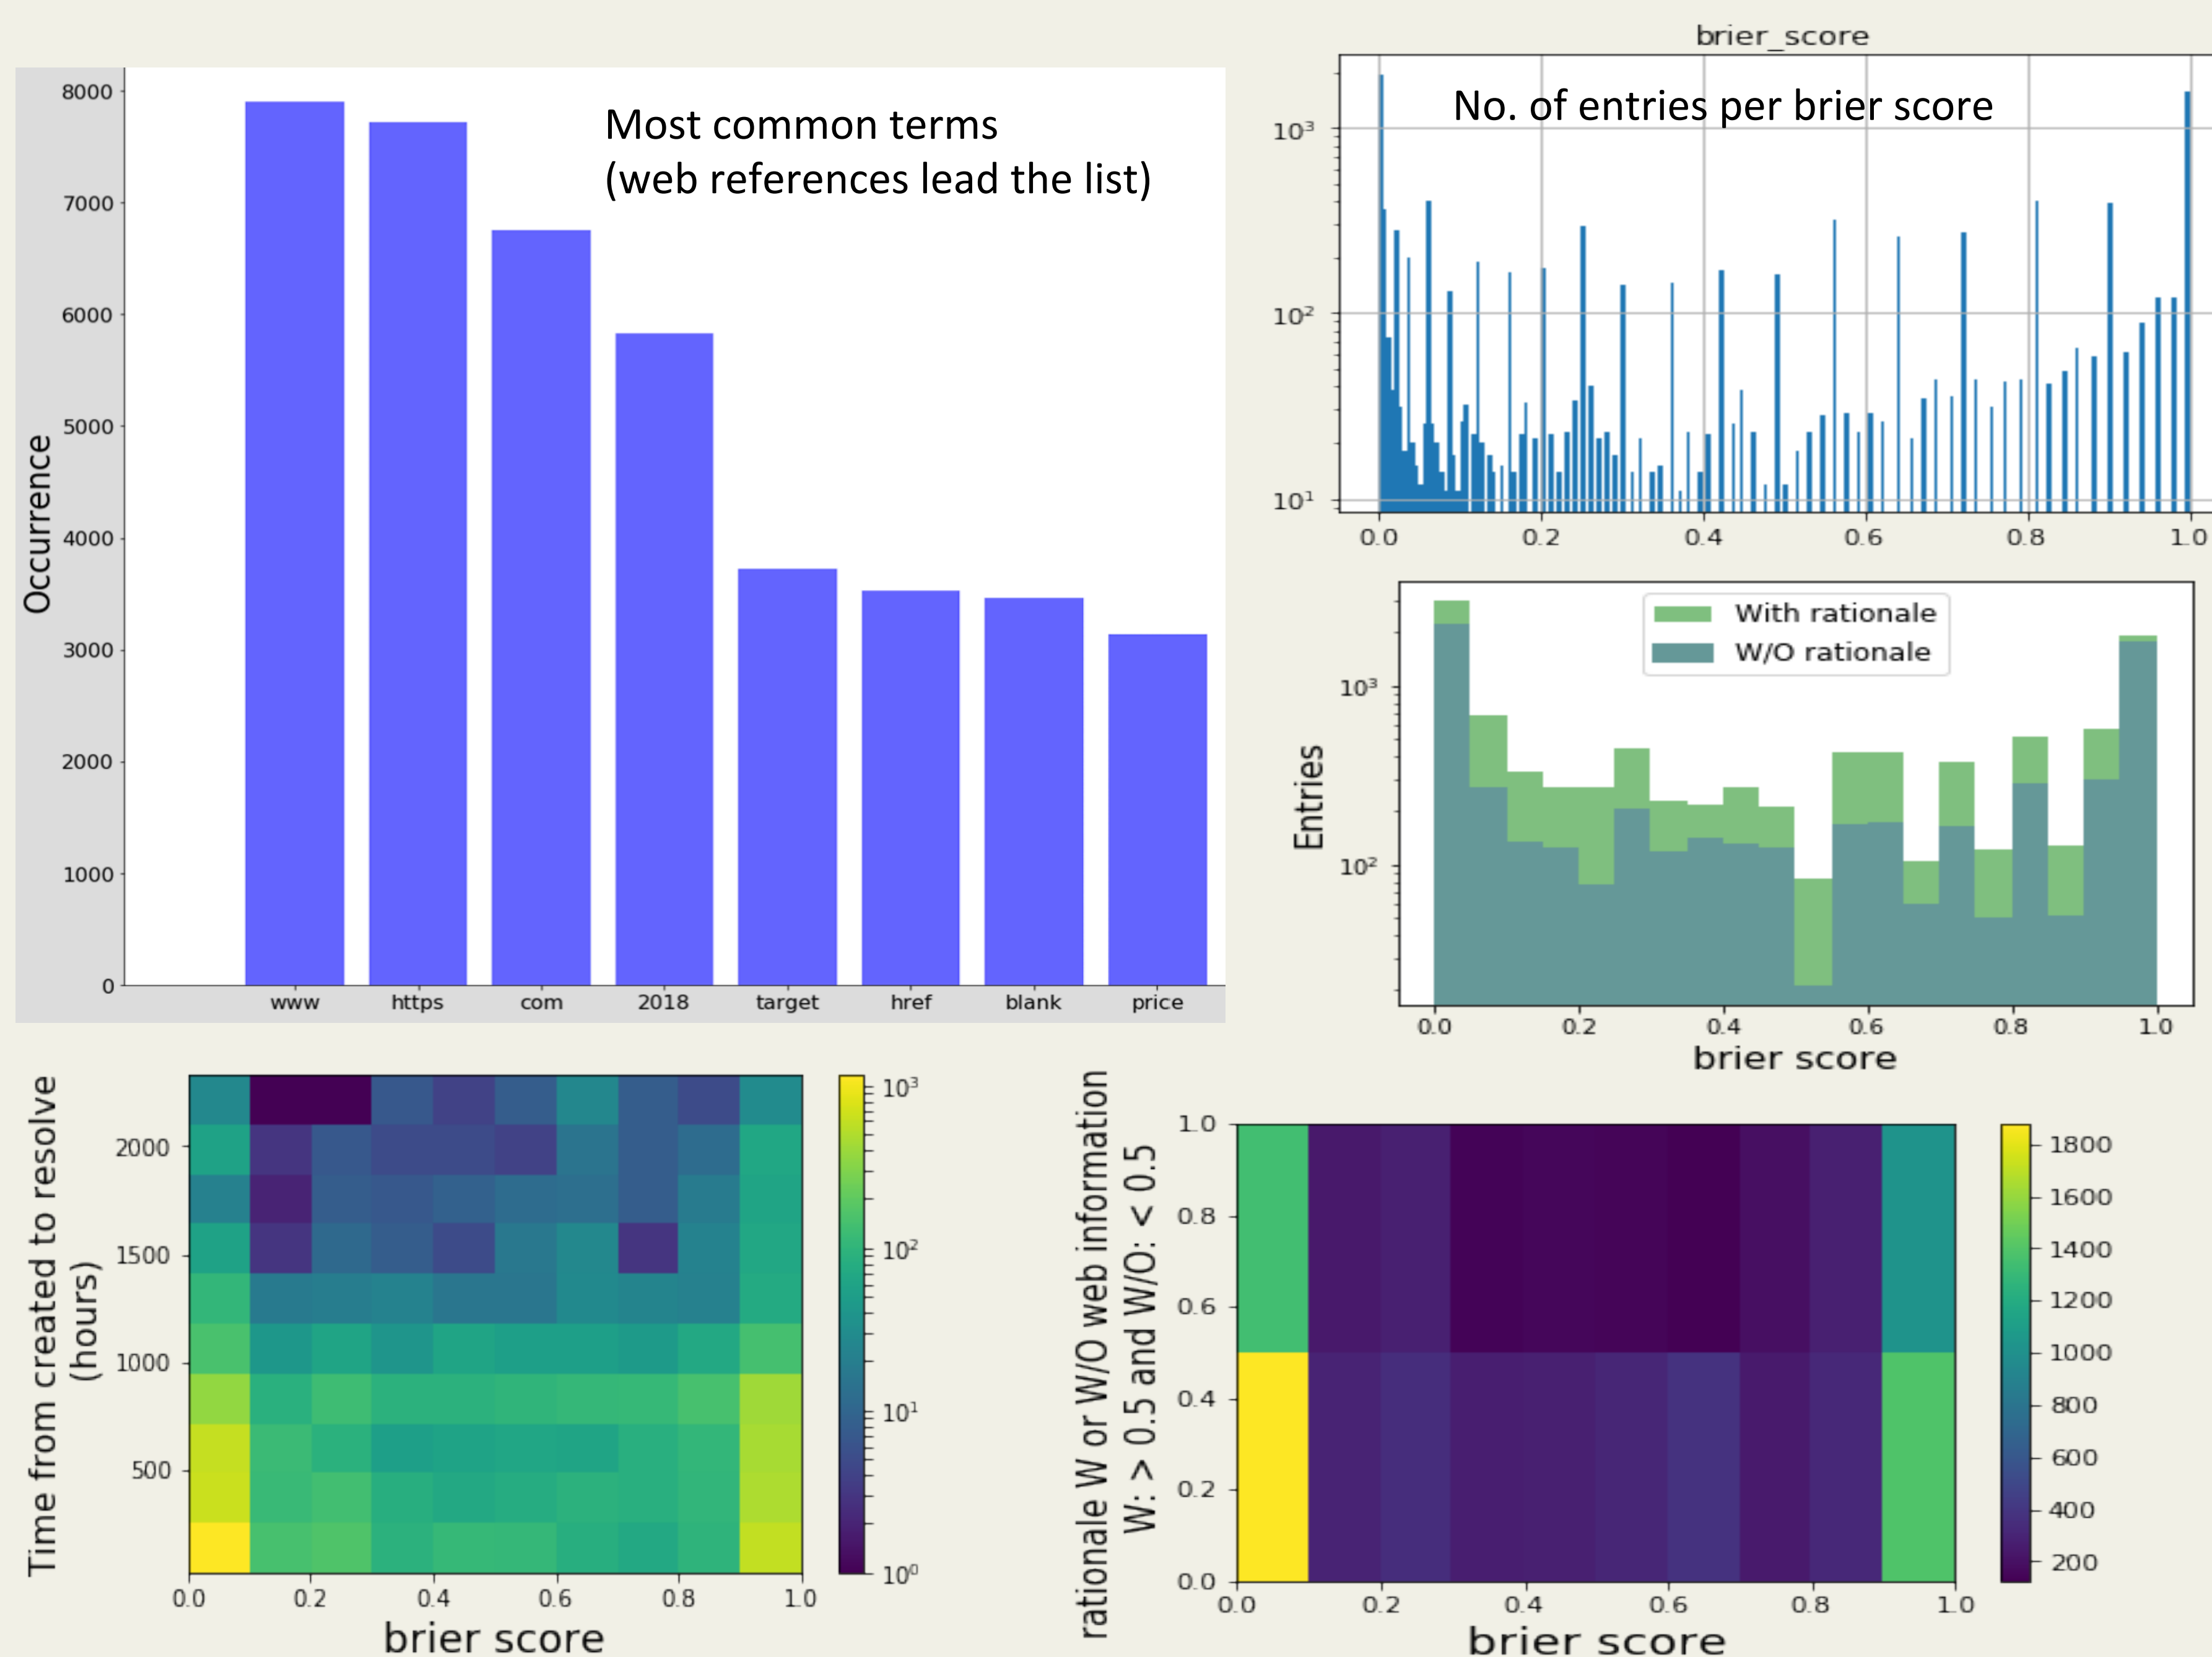 Most common terms
(web references lead the list)
Occurrence
8000
7000
6000
5000
4000
3000
2000
1000
0
www https com 2018 target href blank price
brier_score
No. of entries per brier score
10³
10²
10¹
0.0 0.2 0.4 0.6 0.8 1.0
With rationale
W/O rationale
Entries
10³
10²
0.0 0.2 0.4 0.6 0.8 1.0
brier score
Time from created to resolve
(hours)
2000
1500
1000
500
0.0 0.2 0.4 0.6 0.8 1.0
brier score
10³
10²
10¹
10⁰
rationale W or W/O web information
W: > 0.5 and W/O: < 0.5
1.0
0.8
0.6
0.4
0.2
0.0
0.0 0.2 0.4 0.6 0.8 1.0
brier score
1800
1600
1400
1200
1000
800
600
400
200